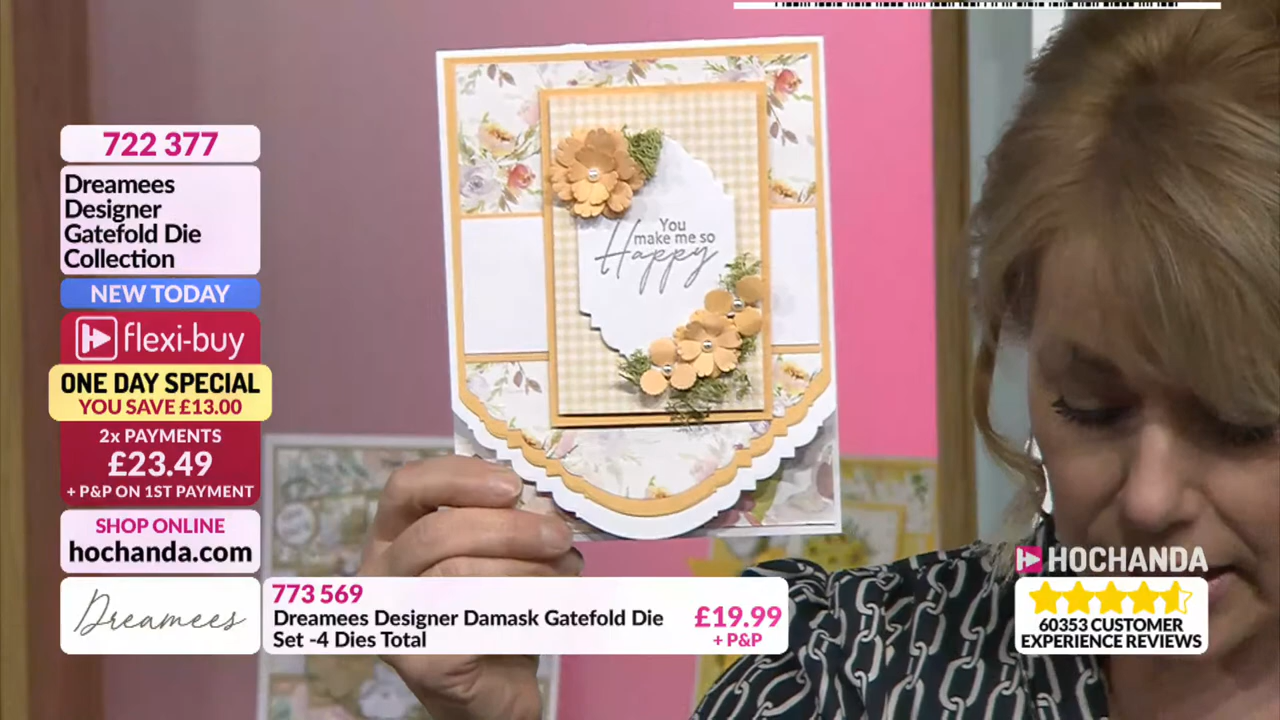 722 377
Dreamees
Designer
Gatefold Die
Collection
NEW TODAY
flexi-buy
ONE DAY SPECIAL
YOU SAVE £13.00
2x PAYMENTS
£23.49
+ P&P ON 1ST PAYMENT
SHOP ONLINE
hochanda.com
Dreamees
773 569
Dreamees Designer Damask Gatefold Die
Set -4 Dies Total
£19.99
+ P&P
You
make me so
Happy
HOCHANDA
60353 CUSTOMER
EXPERIENCE REVIEWS